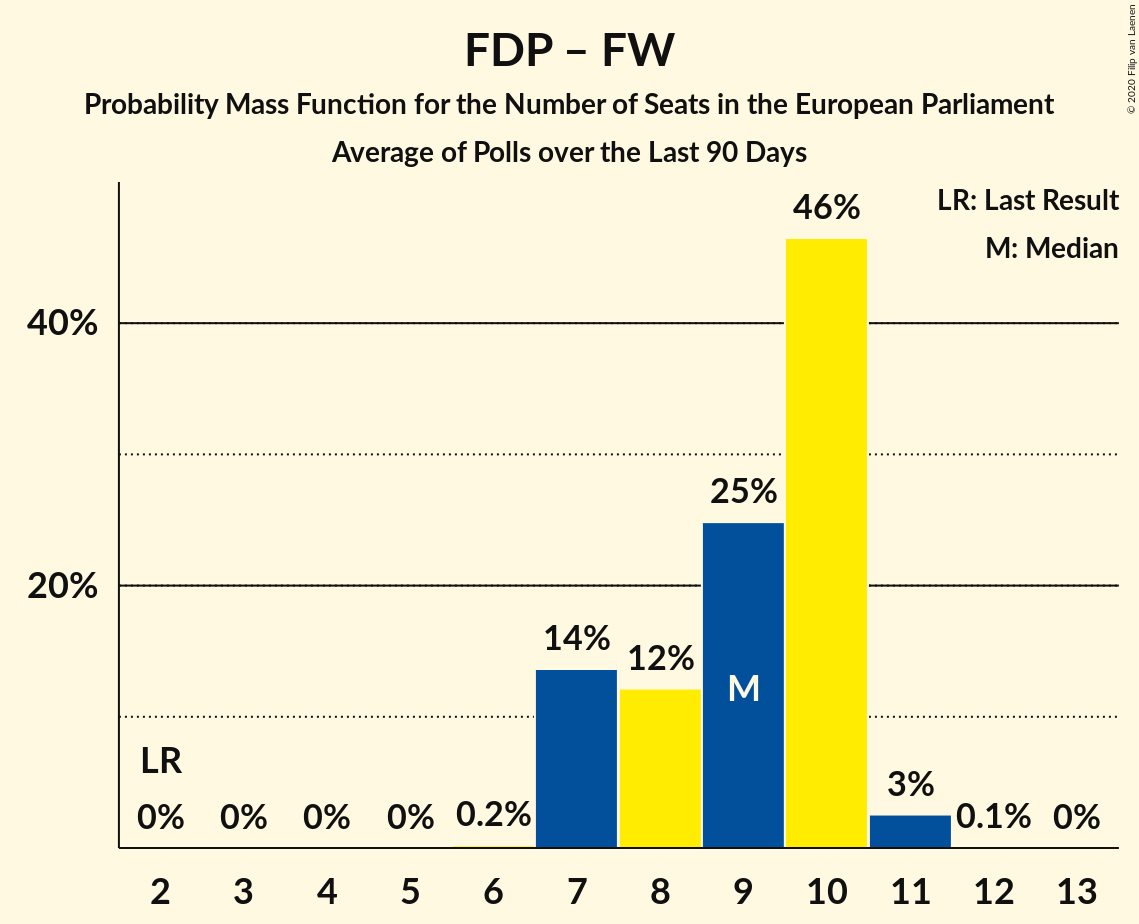 FDP – FW
Probability Mass Function for the Number of Seats in the European Parliament
Average of Polls over the Last 90 Days
© 2020 Filip van Laenen
LR: Last Result
M: Median
46%
40%
25%
20%
14%
12%
M
LR
3%
0%
0%
0%
0%
0.2%
0.1%
0%
2 3 4 5 6 7 8 9 10 11 12 13